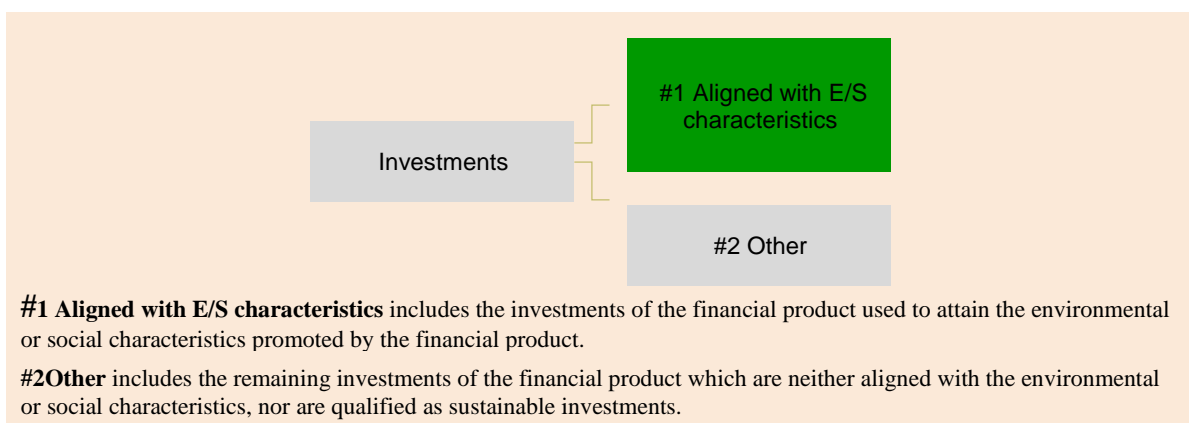 #1 Aligned with E/S
characteristics
Investments
#2 Other
#1 Aligned with E/S characteristics includes the investments of the financial product used to attain the environmental
or social characteristics promoted by the financial product.
#2Other includes the remaining investments of the financial product which are neither aligned with the environmental
or social characteristics, nor are qualified as sustainable investments.